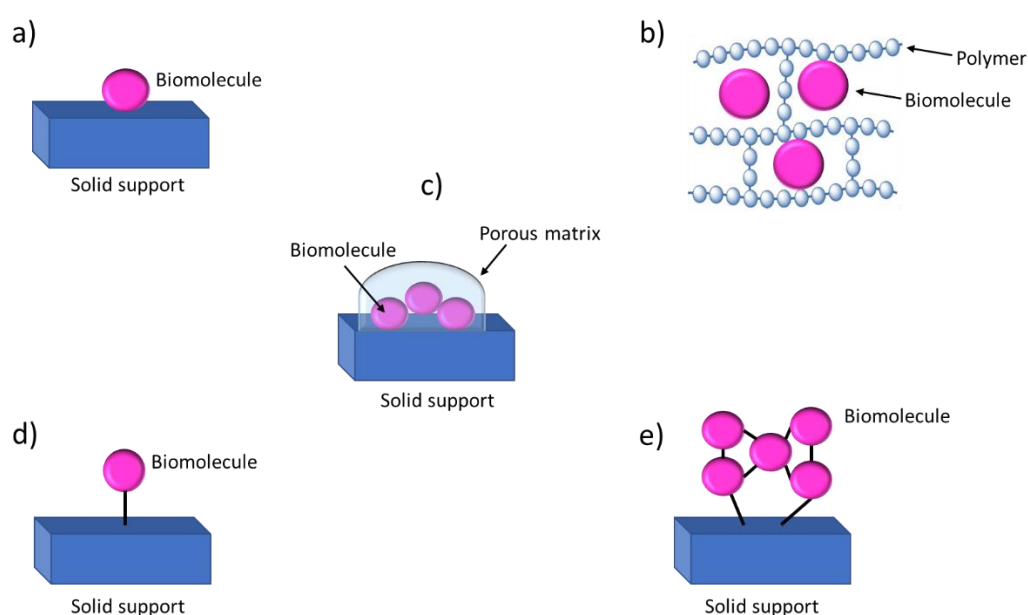 a)
Biomolecule
Solid support
b)
Polymer
Biomolecule
c)
Porous matrix
Biomolecule
Solid support
d)
Biomolecule
Solid support
e)
Biomolecule
Solid support